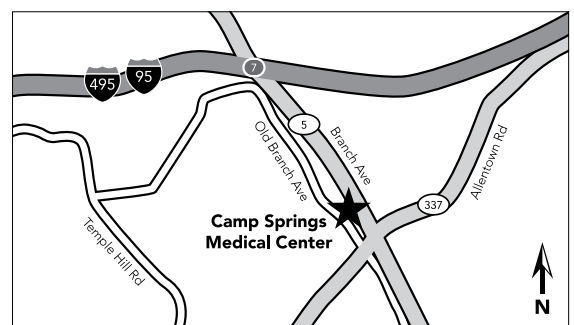 7
95
495
5
Branch Ave
Old Branch Ave
Allentown Rd
337
Camp Springs
Medical Center
Temple Hill Rd
N